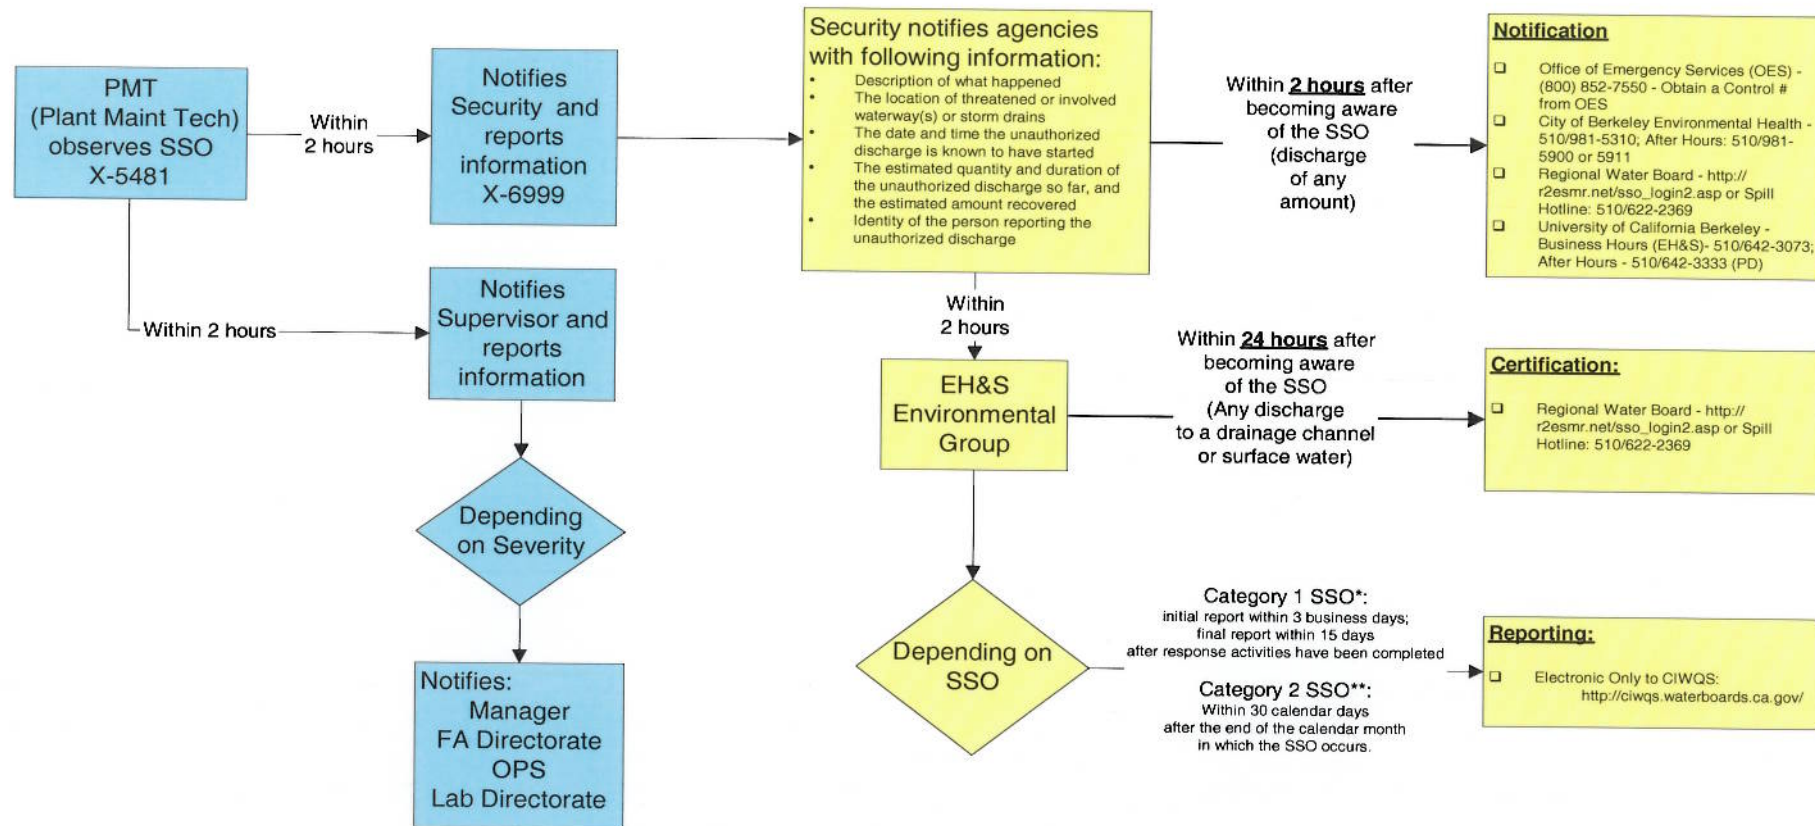 PMT
(Plant Maint Tech)
observes SSO
X-5481
Within
2 hours
Notifies
Security and
reports
information
X-6999
Security notifies agencies
with following information:
• Description of what happened
• The location of threatened or involved
waterway(s) or storm drains
• The date and time the unauthorized
discharge is known to have started
• The estimated quantity and duration of
the unauthorized discharge so far, and
the estimated amount recovered
• Identity of the person reporting the
unauthorized discharge
Within 2 hours after
becoming aware
of the SSO
(discharge
of any
amount)
Notification
❑ Office of Emergency Services (OES) -
(800) 852-7550 - Obtain a Control #
from OES
❑ City of Berkeley Environmental Health -
510/981-5310; After Hours: 510/981-
5900 or 5911
❑ Regional Water Board - http://
r2esmr.net/sso_login2.asp or Spill
Hotline: 510/622-2369
❑ University of California Berkeley -
Business Hours (EH&S)- 510/642-3073;
After Hours - 510/642-3333 (PD)
Within 2 hours
Notifies
Supervisor and
reports
information
Depending
on Severity
Notifies:
Manager
FA Directorate
OPS
Lab Directorate
Within
2 hours
EH&S
Environmental
Group
Within 24 hours after
becoming aware
of the SSO
(Any discharge
to a drainage channel
or surface water)
Certification:
❑ Regional Water Board - http://
r2esmr.net/sso_login2.asp or Spill
Hotline: 510/622-2369
Depending on
SSO
Category 1 SSO*:
initial report within 3 business days;
final report within 15 days
after response activities have been completed
Category 2 SSO**:
Within 30 calendar days
after the end of the calendar month
in which the SSO occurs.
Reporting:
❑ Electronic Only to CIWQS:
http://ciwqs.waterboards.ca.gov/